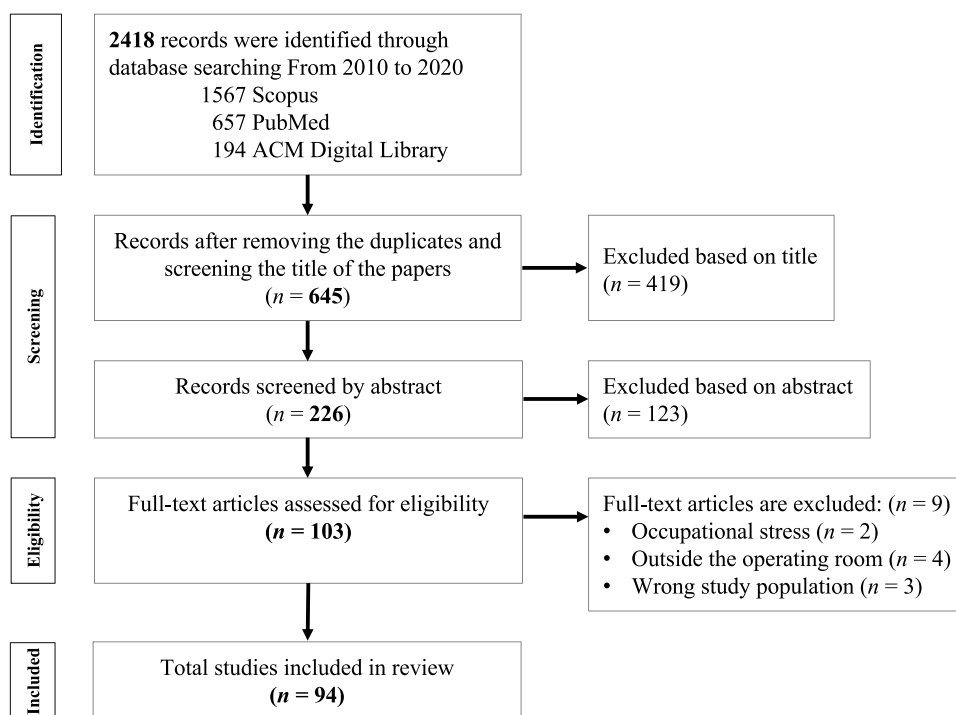 Identification
2418 records were identified through
database searching From 2010 to 2020
1567 Scopus
657 PubMed
194 ACM Digital Library
Screening
Records after removing the duplicates and
screening the title of the papers
(n = 645)
Excluded based on title
(n = 419)
Records screened by abstract
(n = 226)
Excluded based on abstract
(n = 123)
Eligibility
Full-text articles assessed for eligibility
(n = 103)
Full-text articles are excluded: (n = 9)
• Occupational stress (n = 2)
• Outside the operating room (n = 4)
• Wrong study population (n = 3)
Included
Total studies included in review
(n = 94)